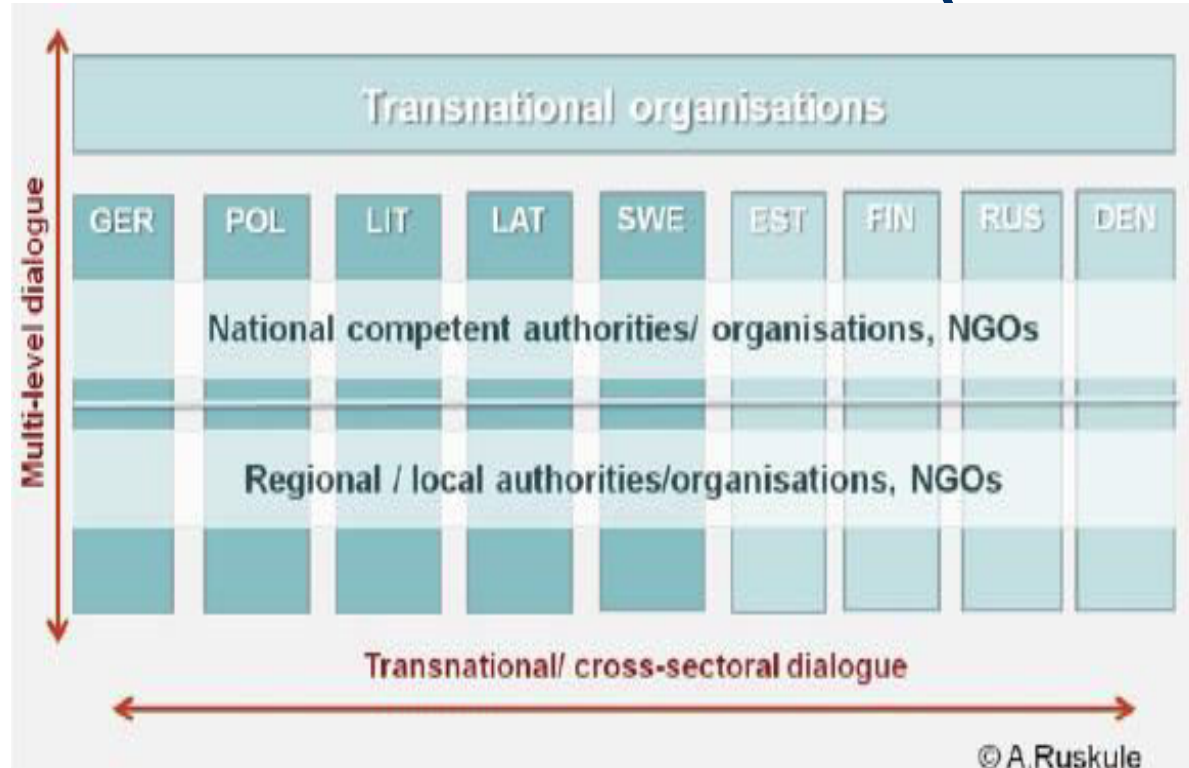 Transnational organisations
GER POL LIT LAT SWE EST FIN RUS DEN
National competent authorities/ organisations, NGOs
Regional / local authorities/organisations, NGOs
Multi-level dialogue
Transnational/ cross-sectoral dialogue
© A.Ruskule